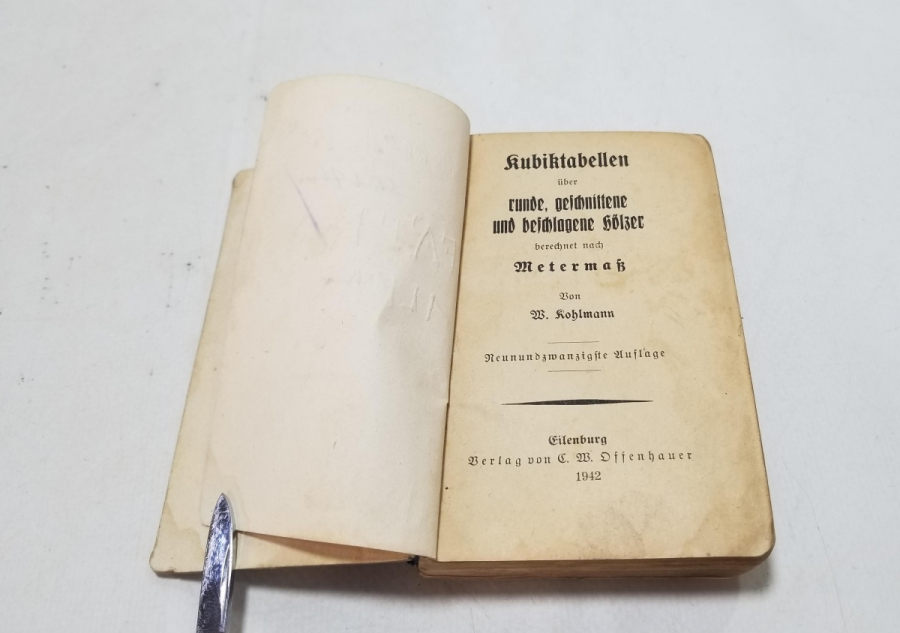 Kubiktabellen
über
runde, geschnittene
und beschlagene Hölzer
berechnet nach
Metermaß
Von
W. Kohlmann
Neunundzwanzigste Auflage
Eilenburg
Verlag von C. W. Offenhauer
1942